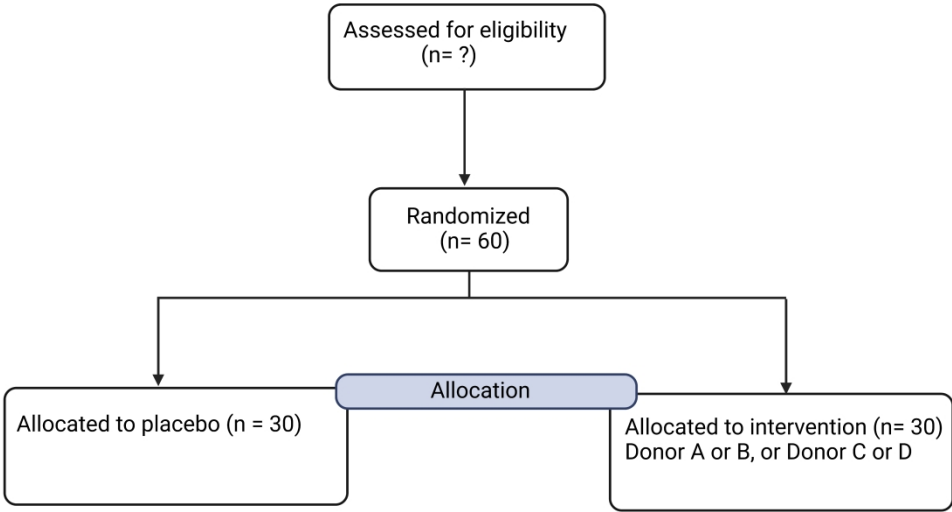 Assessed for eligibility
(n= ?)
Randomized
(n= 60)
Allocation
Allocated to placebo (n = 30)
Allocated to intervention (n= 30)
Donor A or B, or Donor C or D